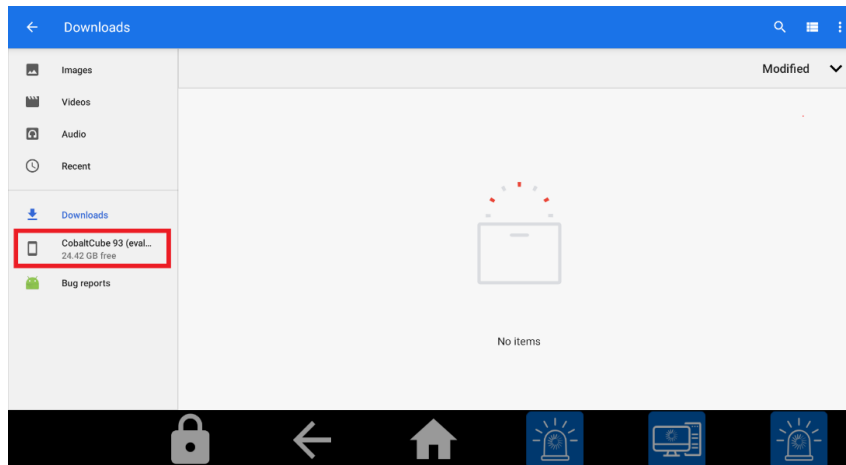 Downloads
Images
Modified
Videos
Audio
Recent
Downloads
CobaltCube 93 (eval...
24.42 GB free
Bug reports
No items